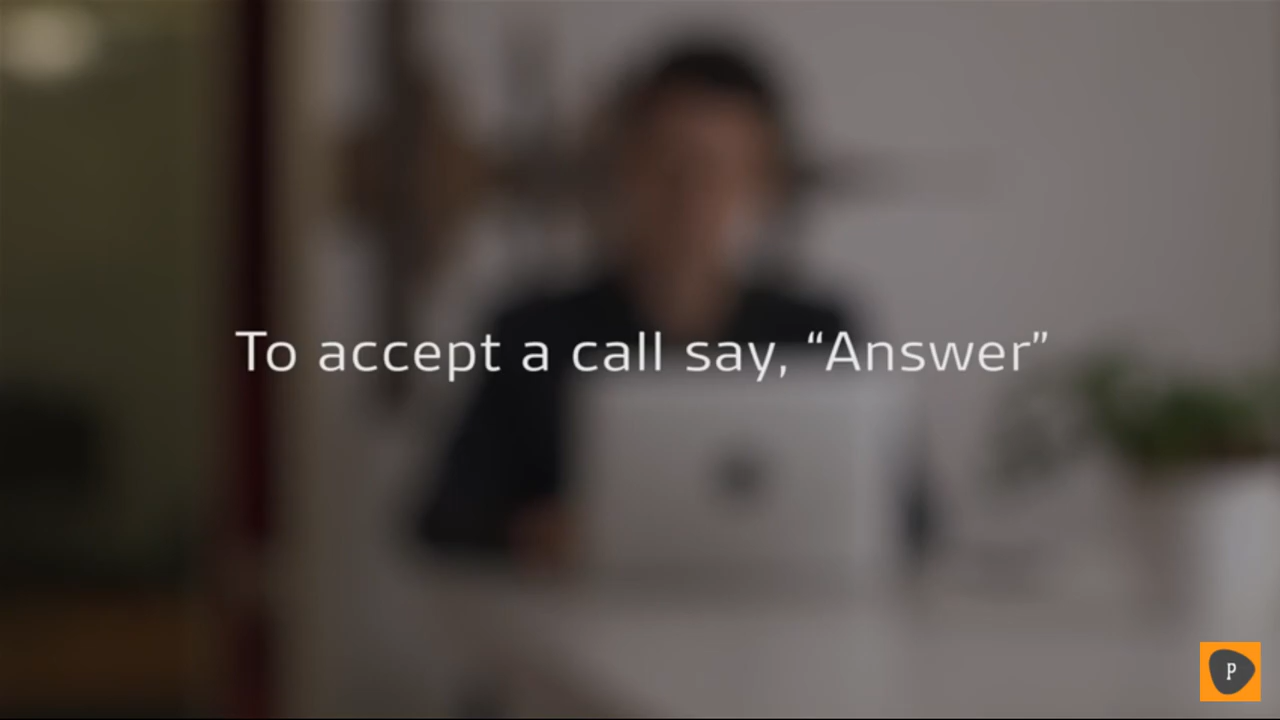 To accept a call say, “Answer”
P